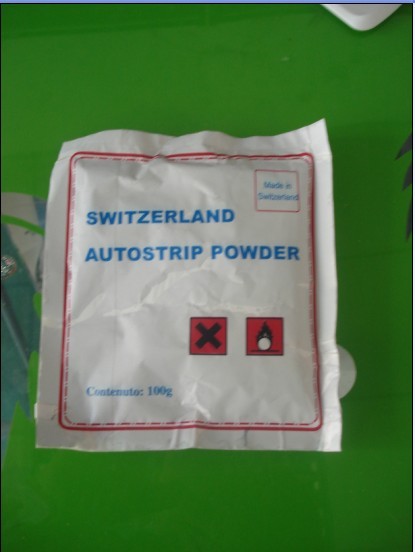 Made in
Switzerland
SWITZERLAND
AUTOSTRIP POWDER
Contenuto: 100g